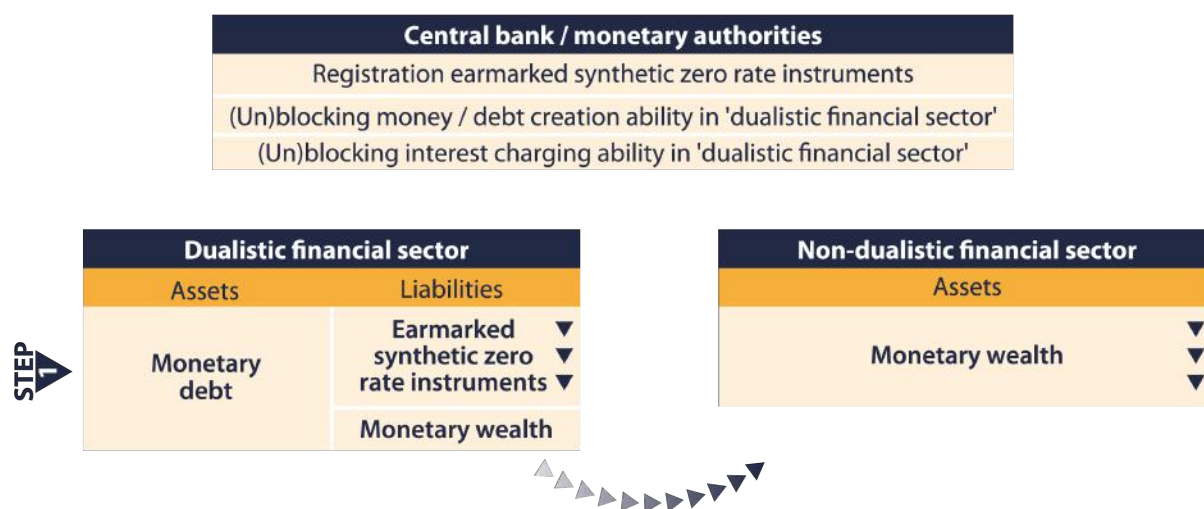 Central bank / monetary authorities
Registration earmarked synthetic zero rate instruments
(Un)blocking money / debt creation ability in 'dualistic financial sector'
(Un)blocking interest charging ability in 'dualistic financial sector'
Dualistic financial sector
Assets
Liabilities
STEP
1
Monetary
debt
Earmarked
synthetic zero
rate instruments
Monetary wealth
Non-dualistic financial sector
Assets
Monetary wealth